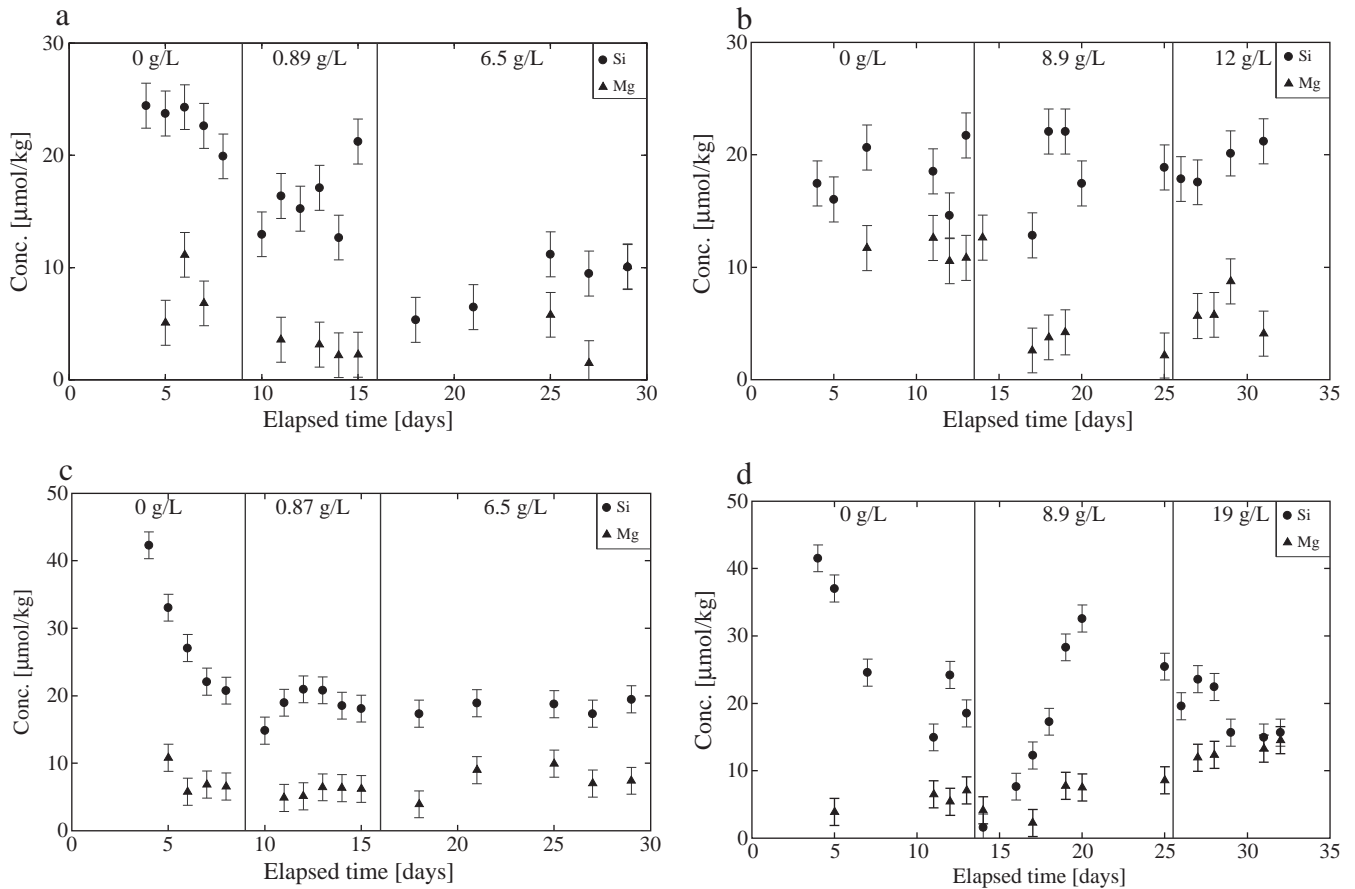 a
0 g/L 0.89 g/L 6.5 g/L
Si
Mg
30
20
10
0
Conc. [μmol/kg]
0 5 10 15 20 25 30
Elapsed time [days]
b
0 g/L 8.9 g/L 12 g/L
Si
Mg
30
20
10
0
Conc. [μmol/kg]
0 5 10 15 20 25 30 35
Elapsed time [days]
c
0 g/L 0.87 g/L 6.5 g/L
Si
Mg
50
40
30
20
10
0
Conc. [μmol/kg]
0 5 10 15 20 25 30
Elapsed time [days]
d
0 g/L 8.9 g/L 19 g/L
Si
Mg
50
40
30
20
10
0
Conc. [μmol/kg]
0 5 10 15 20 25 30 35
Elapsed time [days]